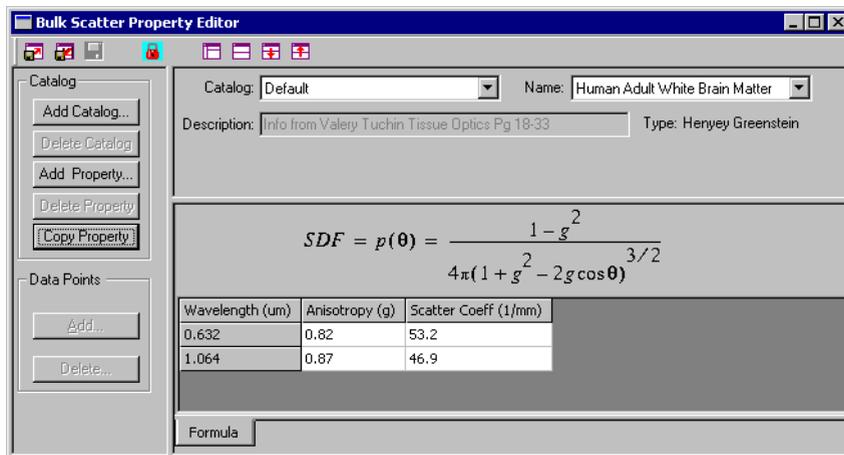 Bulk Scatter Property Editor
Catalog
Add Catalog...
Delete Catalog
Add Property...
Delete Property
Copy Property
Data Points
Add...
Delete...
Catalog: Default Name: Human Adult White Brain Matter
Description: Info from Valery Tuchin Tissue Optics Pg 18-33 Type: Henyey Greenstein
SDF = p(θ) = (1 - g^2) / (4π(1 + g^2 - 2g cos θ)^3/2)
Wavelength (um) Anisotropy (g) Scatter Coeff (1/mm)
0.632 0.82 53.2
1.064 0.87 46.9
Formula